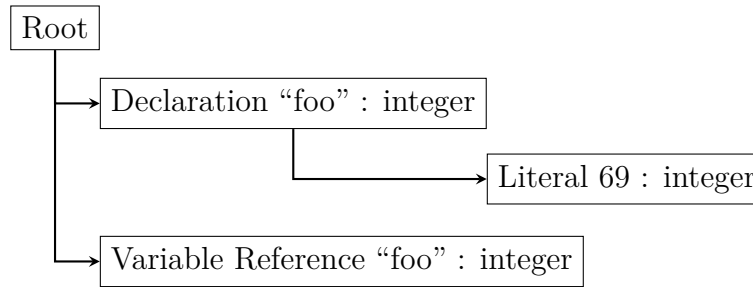 Root
Declaration “foo” : integer
Literal 69 : integer
Variable Reference “foo” : integer